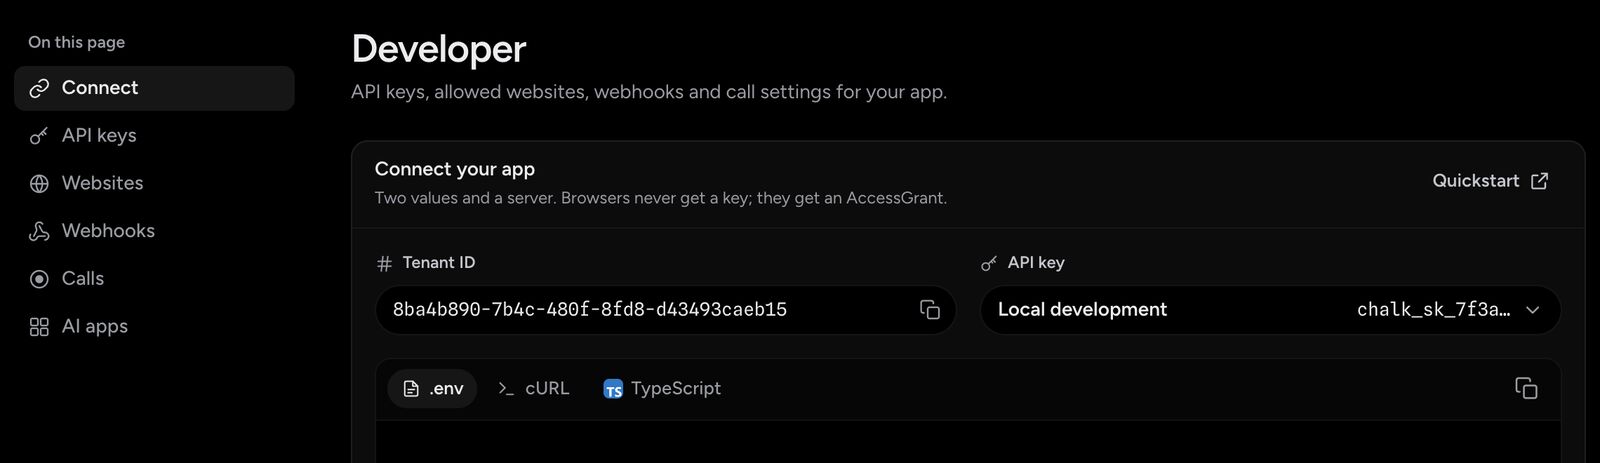 On this page
Connect
API keys
Websites
Webhooks
Calls
AI apps
Developer
API keys, allowed websites, webhooks and call settings for your app.
Connect your app
Two values and a server. Browsers never get a key; they get an AccessGrant.
Quickstart
Tenant ID
8ba4b890-7b4c-480f-8fd8-d43493caeb15
API key
Local development chalk_sk_7f3a…
.env cURL TS TypeScript